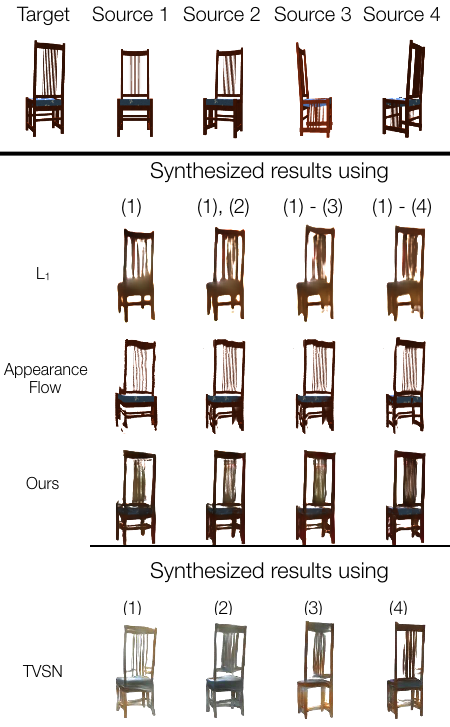 Target Source 1 Source 2 Source 3 Source 4
Synthesized results using
(1) (1), (2) (1) - (3) (1) - (4)
L₁
Appearance
Flow
Ours
Synthesized results using
(1) (2) (3) (4)
TVSN